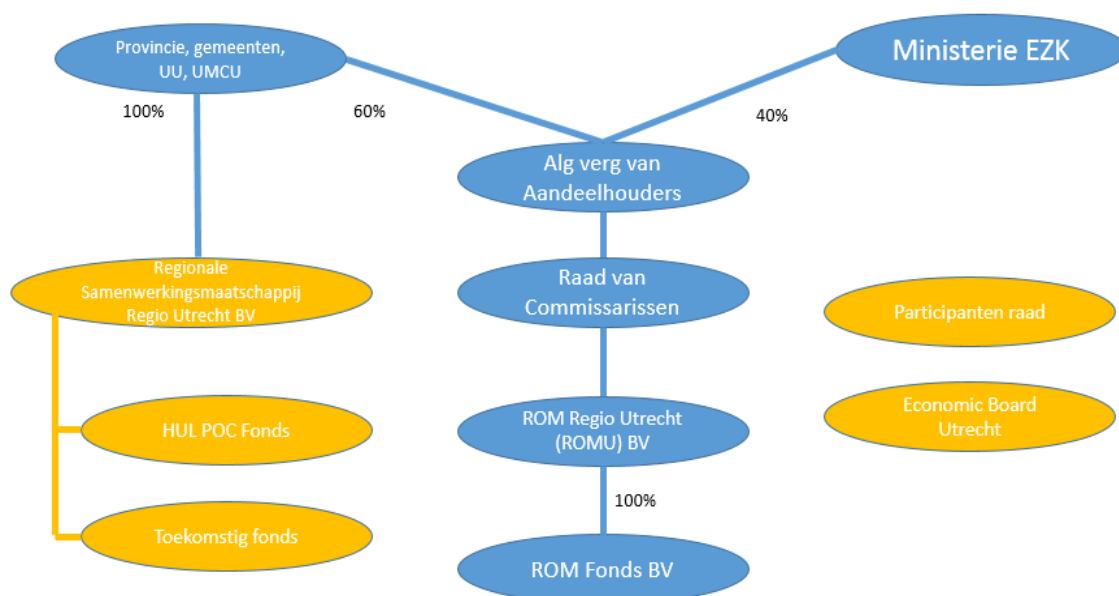 Provincie, gemeenten,
UU, UMCU
Ministerie EZK
100%
60%
40%
Alg verg van
Aandeelhouders
Regionale
Samenwerkingsmaatschappij
Regio Utrecht BV
Raad van
Commissarissen
Participanten raad
HUL POC Fonds
ROM Regio Utrecht
(ROMU) BV
Economic Board
Utrecht
100%
Toekomstig fonds
ROM Fonds BV